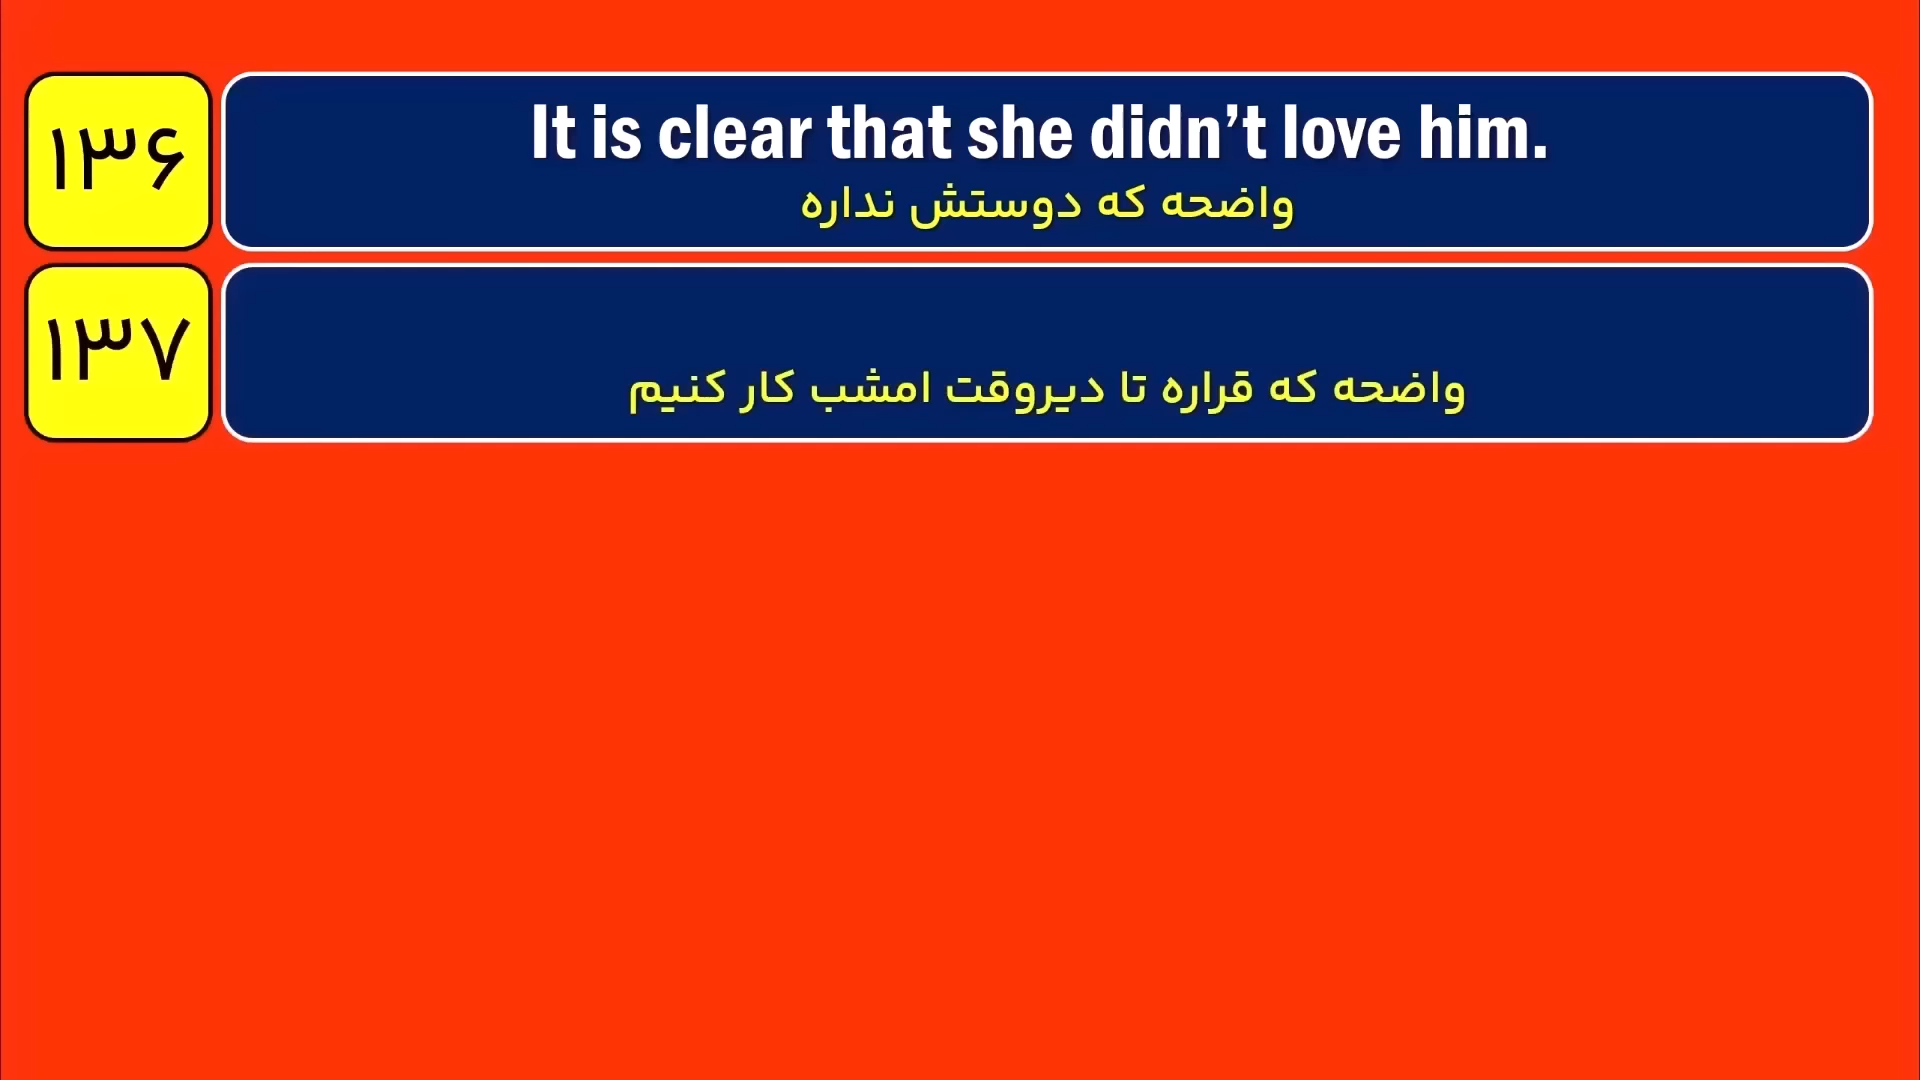 ۱۳۶
It is clear that she didn’t love him.
واضحه که دوستش نداره
۱۳۷
واضحه که قراره تا دیروقت امشب کار کنیم